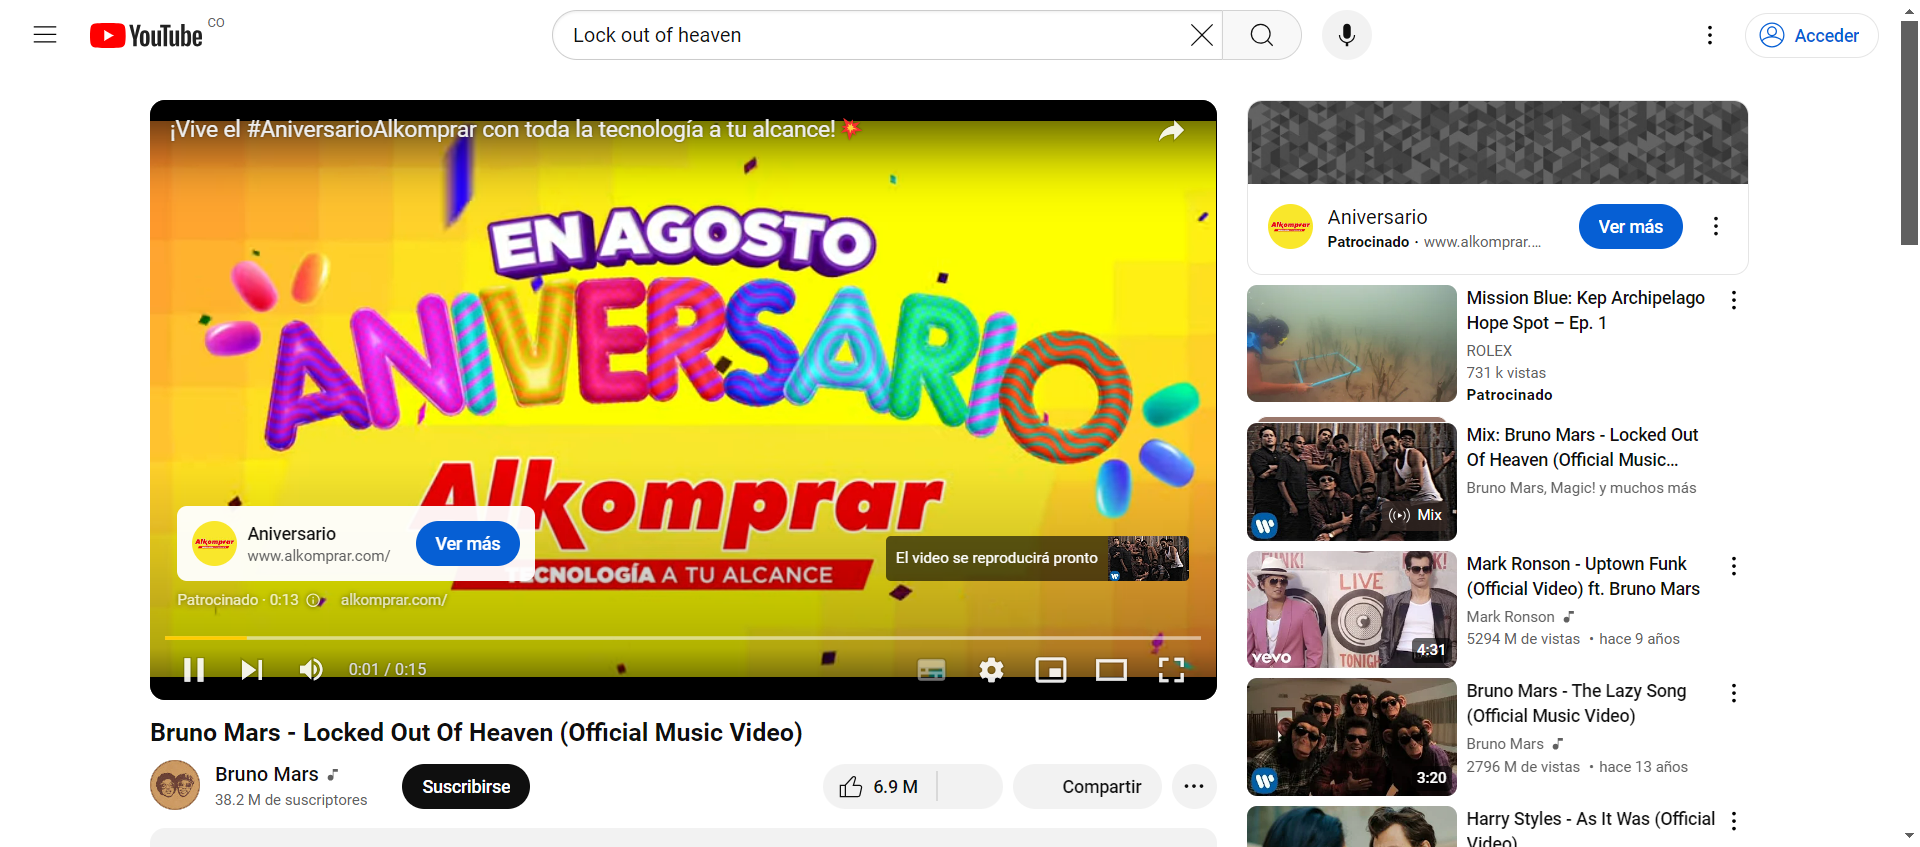 YouTube CO
Lock out of heaven
Acceder
¡Vive el #AniversarioAlkomprar con toda la tecnología a tu alcance!
EN AGOSTO
ANIVERSARIO
Alkomprar
TECNOLOGÍA A TU ALCANCE
Alkomprar
Aniversario
www.alkomprar.com/
Ver más
El video se reproducirá pronto
Patrocinado · 0:13
alkomprar.com/
0:01 / 0:15
Bruno Mars - Locked Out Of Heaven (Official Music Video)
Bruno Mars
38.2 M de suscriptores
Suscribirse
6.9 M
Compartir
Alkomprar
Aniversario
Patrocinado · www.alkomprar....
Ver más
Mission Blue: Kep Archipelago
Hope Spot – Ep. 1
ROLEX
731 k vistas
Patrocinado
Mix
Mix: Bruno Mars - Locked Out
Of Heaven (Official Music...
Bruno Mars, Magic! y muchos más
FUNK!
K!
LIVE
TONIGH
vevo
4:31
Mark Ronson - Uptown Funk
(Official Video) ft. Bruno Mars
Mark Ronson
5294 M de vistas • hace 9 años
3:20
Bruno Mars - The Lazy Song
(Official Music Video)
Bruno Mars
2796 M de vistas • hace 13 años
Harry Styles - As It Was (Official
Video)